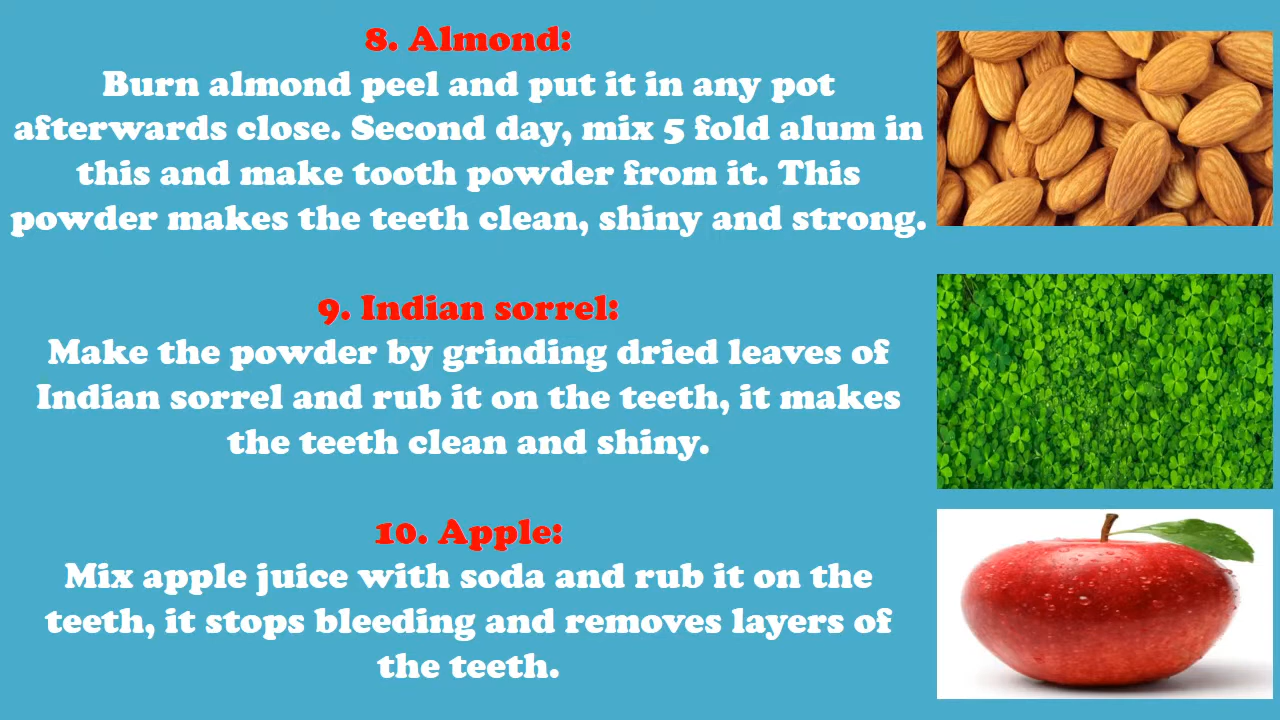 8. Almond:
Burn almond peel and put it in any pot
afterwards close. Second day, mix 5 fold alum in
this and make tooth powder from it. This
powder makes the teeth clean, shiny and strong.
9. Indian sorrel:
Make the powder by grinding dried leaves of
Indian sorrel and rub it on the teeth, it makes
the teeth clean and shiny.
10. Apple:
Mix apple juice with soda and rub it on the
teeth, it stops bleeding and removes layers of
the teeth.